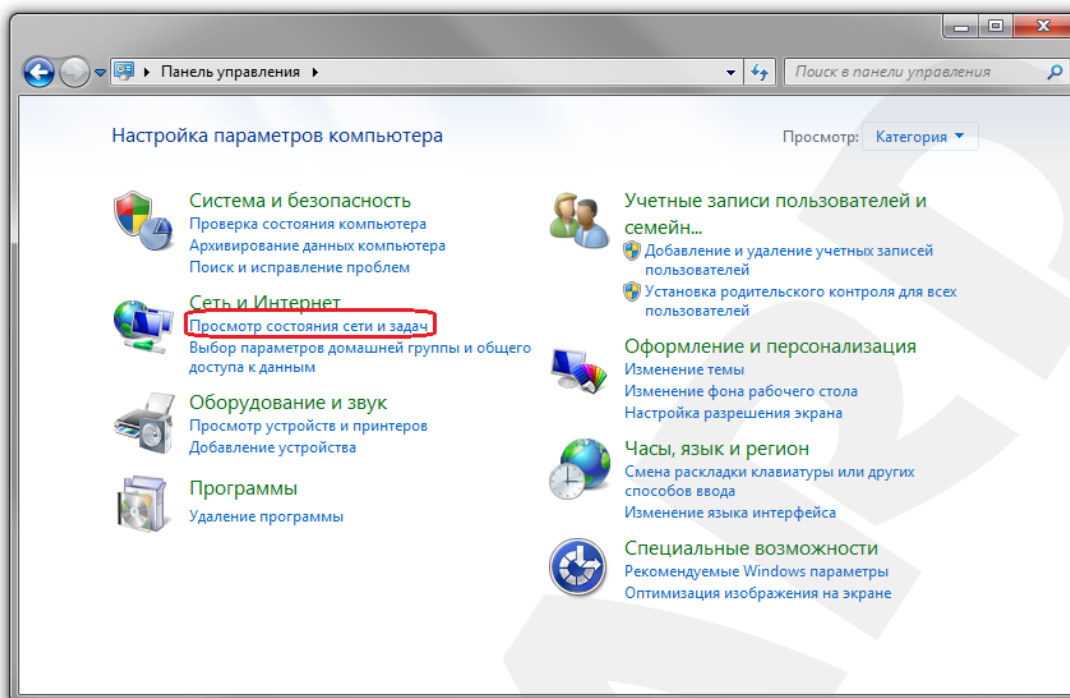 Панель управления
Поиск в панели управления
Настройка параметров компьютера
Просмотр: Категория
Система и безопасность
Проверка состояния компьютера
Архивирование данных компьютера
Поиск и исправление проблем
Сеть и Интернет
Просмотр состояния сети и задач
Выбор параметров домашней группы и общего
доступа к данным
Оборудование и звук
Просмотр устройств и принтеров
Добавление устройства
Программы
Удаление программы
Учетные записи пользователей и
семейн...
Добавление и удаление учетных записей
пользователей
Установка родительского контроля для всех
пользователей
Оформление и персонализация
Изменение темы
Изменение фона рабочего стола
Настройка разрешения экрана
Часы, язык и регион
Смена раскладки клавиатуры или других
способов ввода
Изменение языка интерфейса
Специальные возможности
Рекомендуемые Windows параметры
Оптимизация изображения на экране